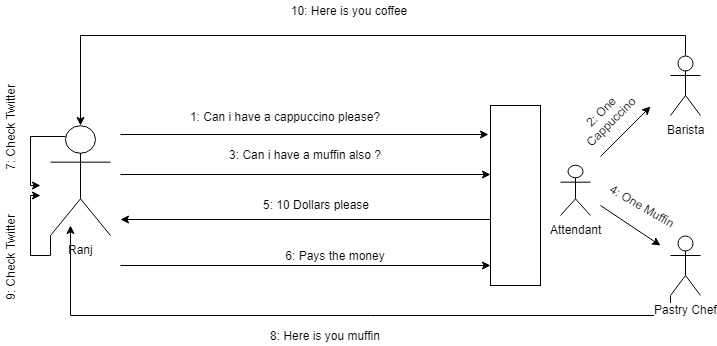 10: Here is you coffee
7: Check Twitter
1: Can i have a cappuccino please?
2: One
Cappuccino
Barista
3: Can i have a muffin also ?
4: One Muffin
5: 10 Dollars please
Attendant
9: Check Twitter
Ranj
6: Pays the money
Pastry Chef
8: Here is you muffin